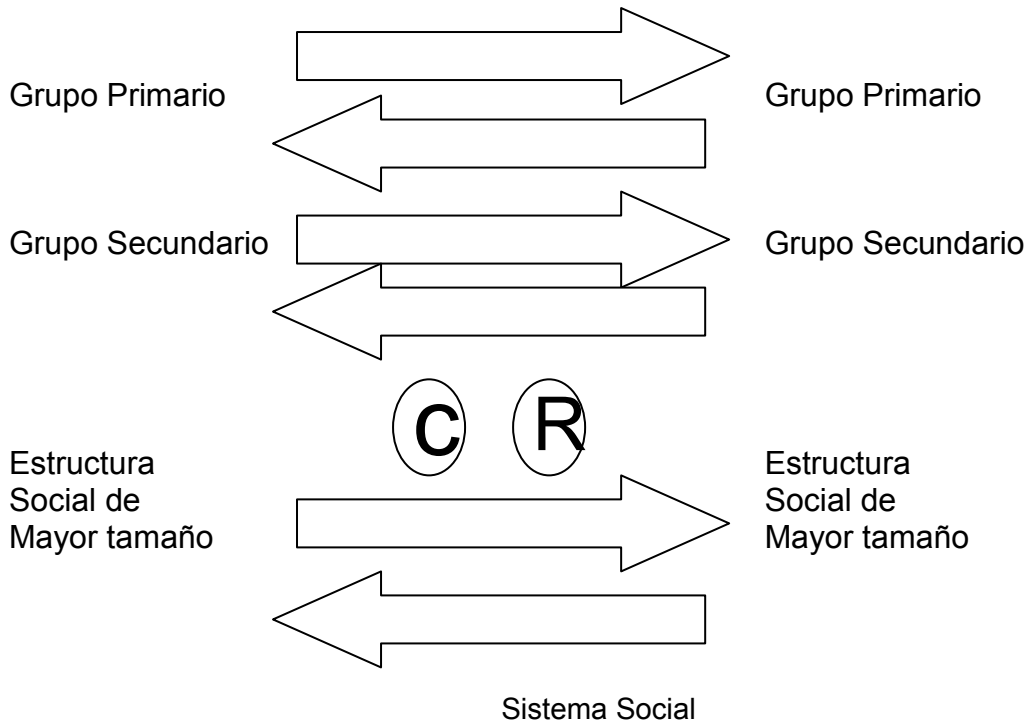 Grupo Primario
Grupo Primario
Grupo Secundario
Grupo Secundario
c R
Estructura
Social de
Mayor tamaño
Estructura
Social de
Mayor tamaño
Sistema Social